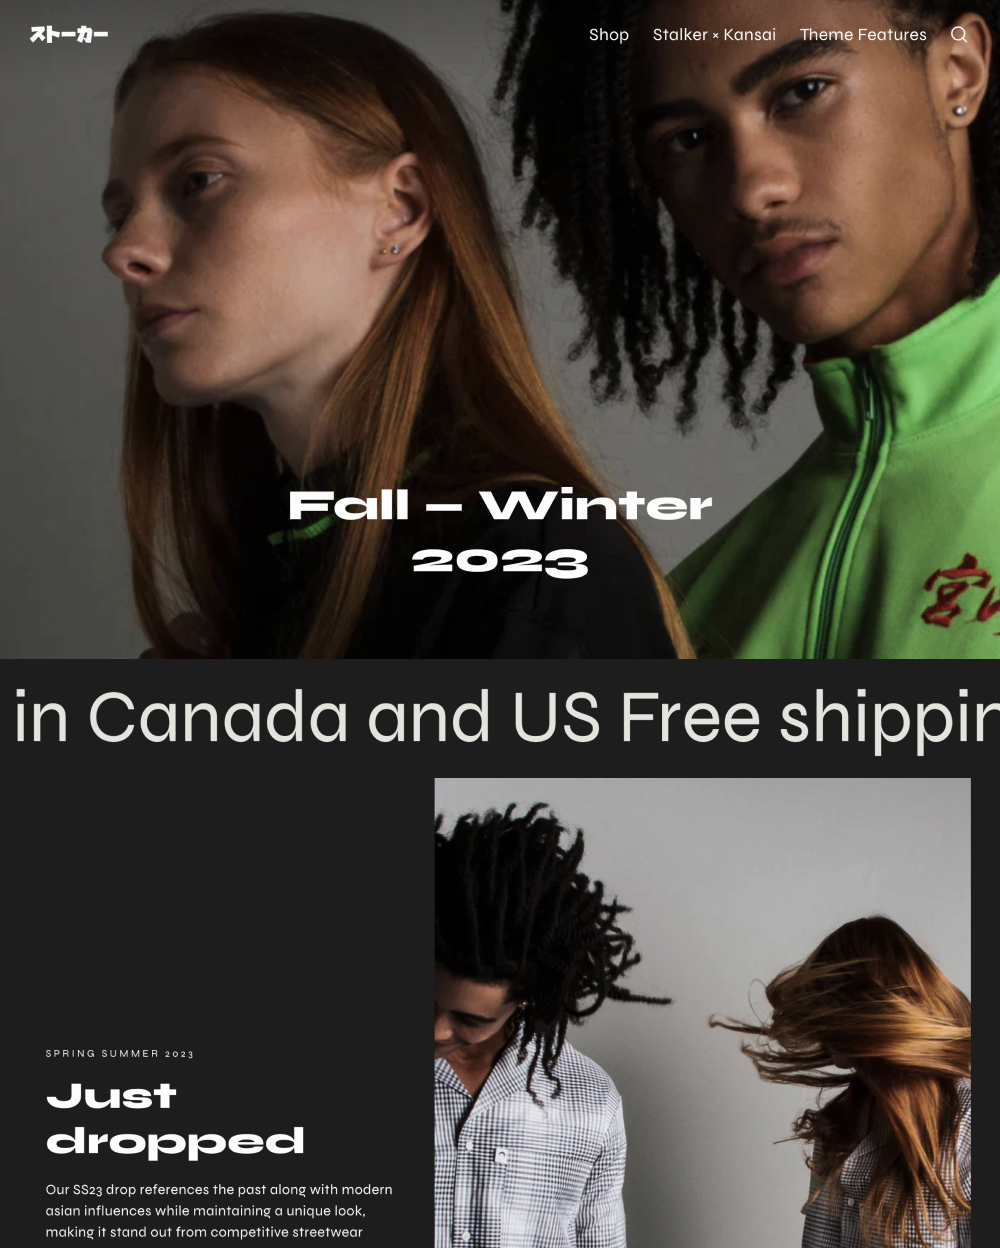 ストーカー
Shop Stalker × Kansai Theme Features
Fall – Winter
2023
宮
in Canada and US Free shippin
SPRING SUMMER 2023
Just
dropped
Our SS23 drop references the past along with modern
asian influences while maintaining a unique look,
making it stand out from competitive streetwear